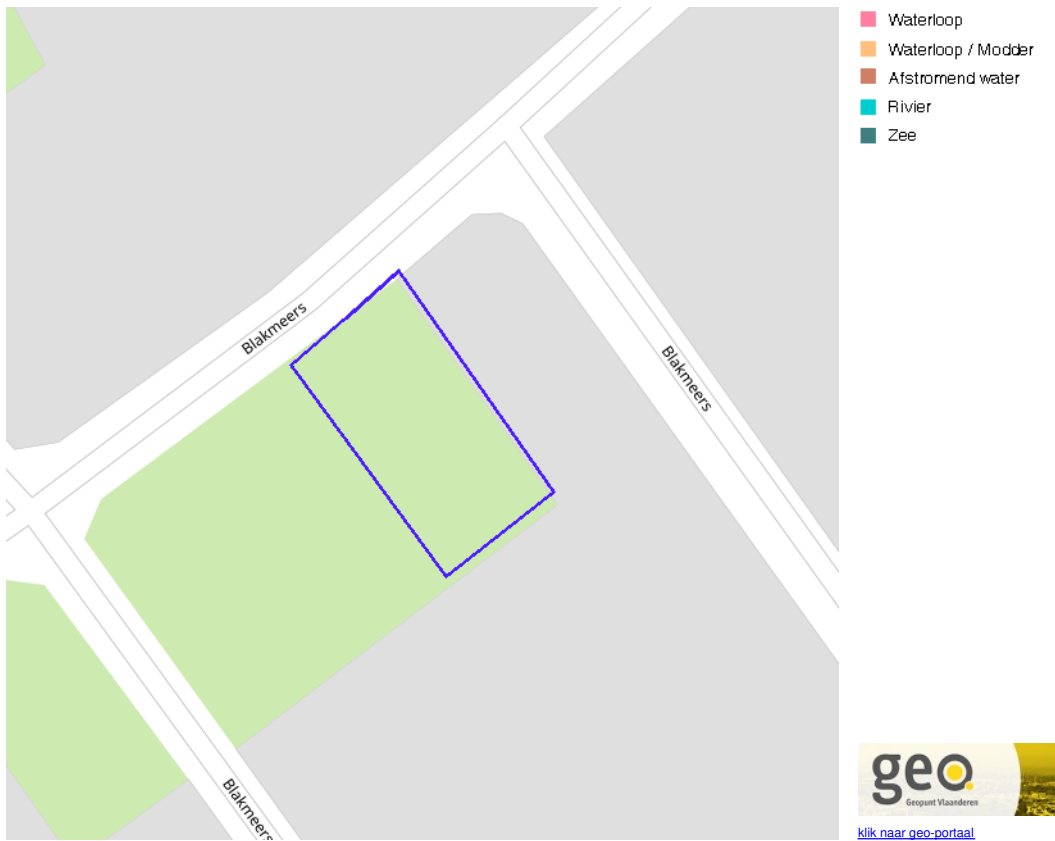 Waterloop
Waterloop / Modder
Afstromend water
Rivier
Zee
Blakmeers
Blakmeers
Blakmeers
geo.
Geopunt Vlaanderen
klik naar geo-portaal